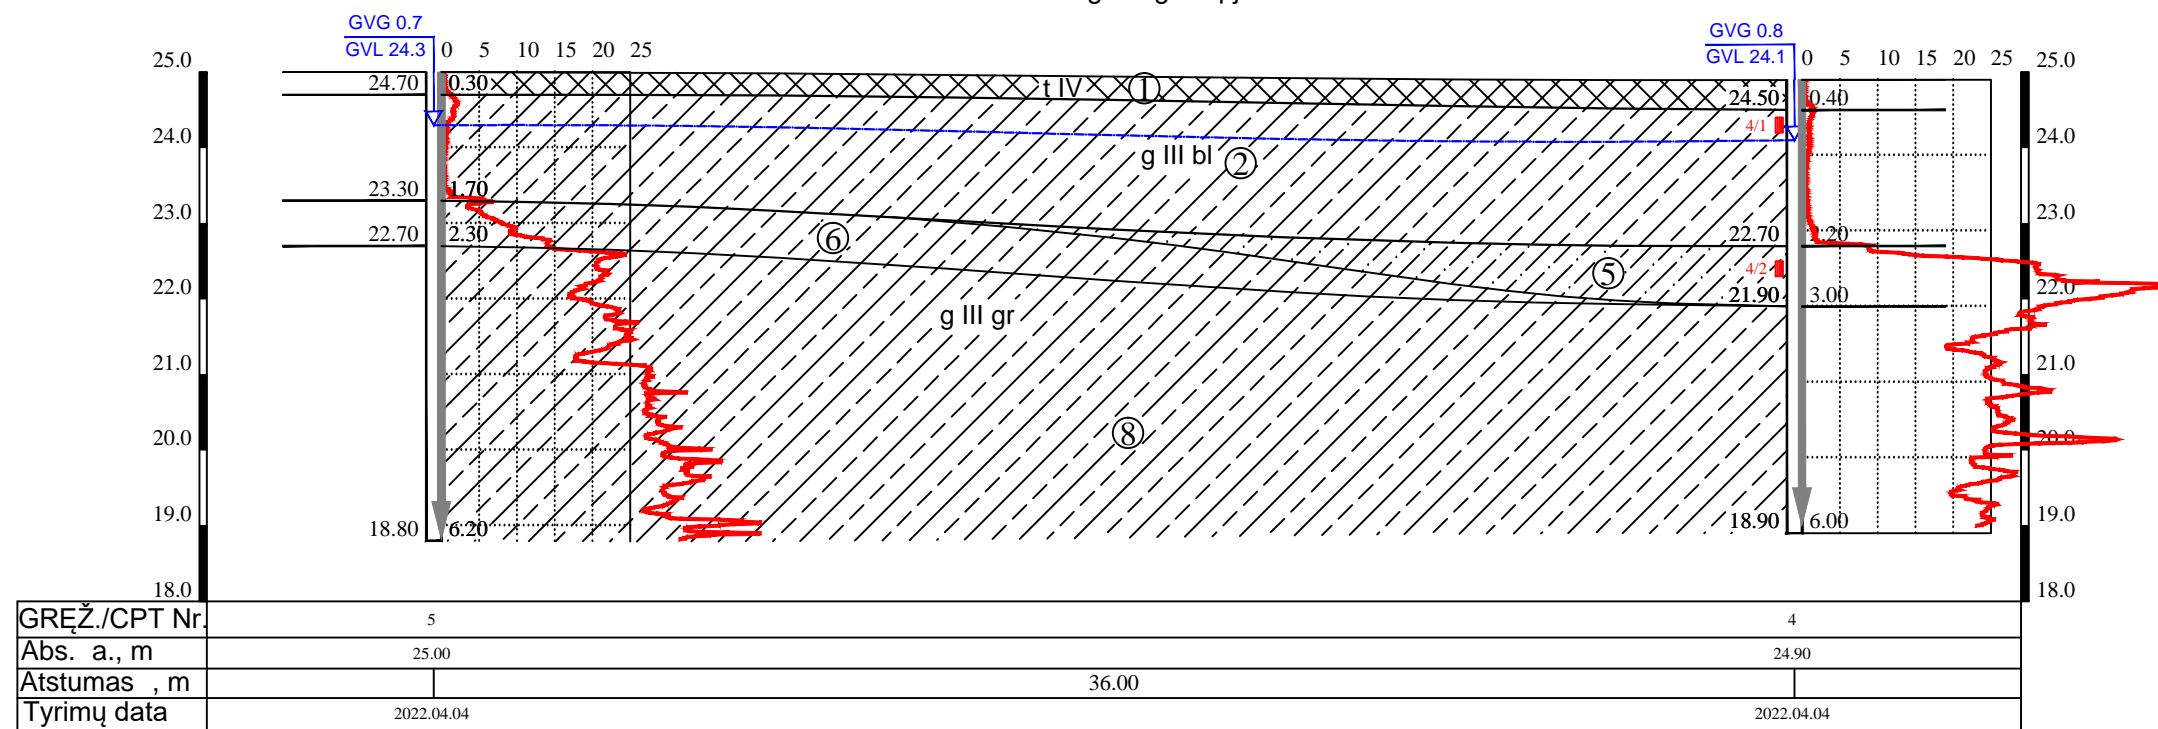 GVG 0.7
GVL 24.3
0 5 10 15 20 25
GVG 0.8
GVL 24.1
0 5 10 15 20 25
25.0
25.0
24.70 0.30
t IV
1
24.50 0.40
4/1
24.0
24.0
g III bl
2
23.30 1.70
23.0
23.0
22.70 2.30
6
22.70 2.20
4/2
5
22.0
22.0
21.90 3.00
g III gr
21.0
21.0
8
20.0
20.0
19.0
19.0
18.80 6.20
18.90 6.00
18.0
18.0
GRĘŽ./CPT Nr. 5 4
Abs. a., m 25.00 24.90
Atstumas , m 36.00
Tyrimų data 2022.04.04 2022.04.04